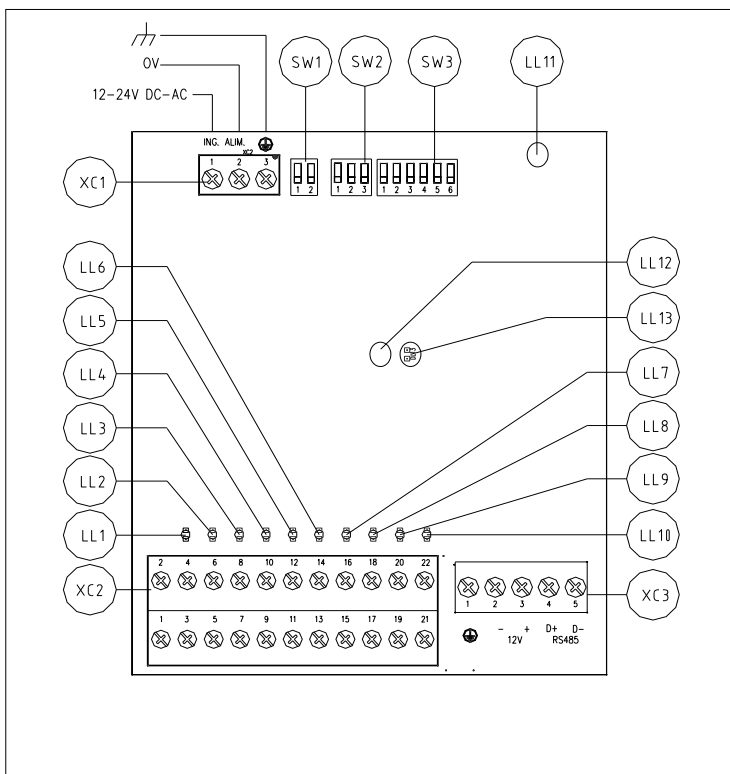 0V
12-24V DC-AC
SW1
SW2
SW3
LL11
ING. ALIM.
XC2
1 2 3
1 2
1 2 3
1 2 3 4 5 6
XC1
LL6
LL5
LL4
LL3
LL2
LL1
XC2
LL12
LL13
LL7
LL8
LL9
LL10
XC3
2 4 6 8 10 12 14 16 18 20 22
1 3 5 7 9 11 13 15 17 19 21
1 2 3 4 5
- + D+ D-
12V RS485